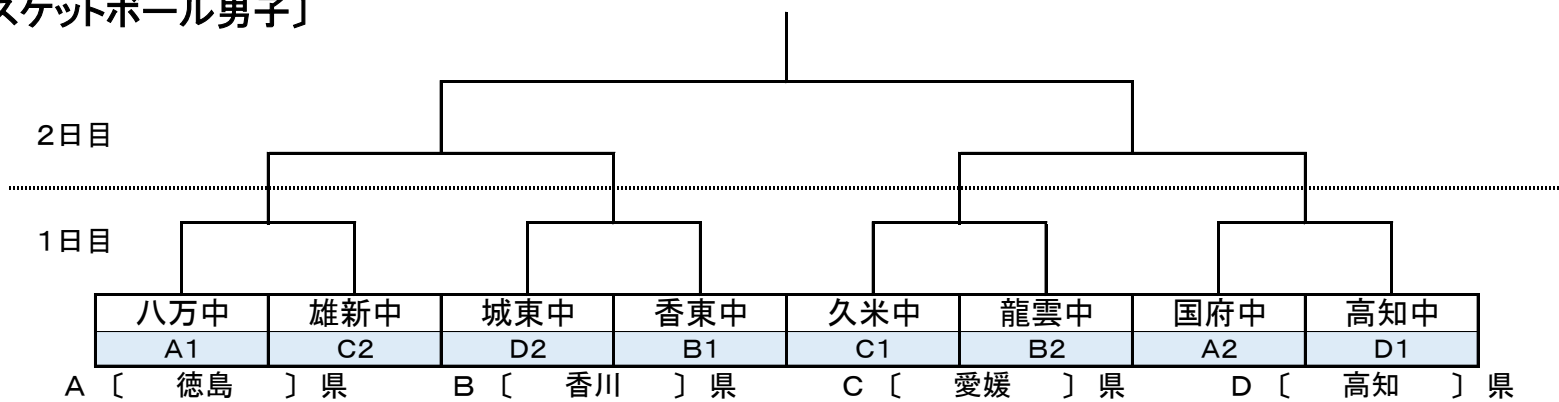 スケットボール男子〕
2日目
1日目
八万中 雄新中 城東中 香東中 久米中 龍雲中 国府中 高知中
A1 C2 D2 B1 C1 B2 A2 D1
A 〔 徳島 〕 県 B 〔 香川 〕 県 C 〔 愛媛 〕 県 D 〔 高知 〕 県